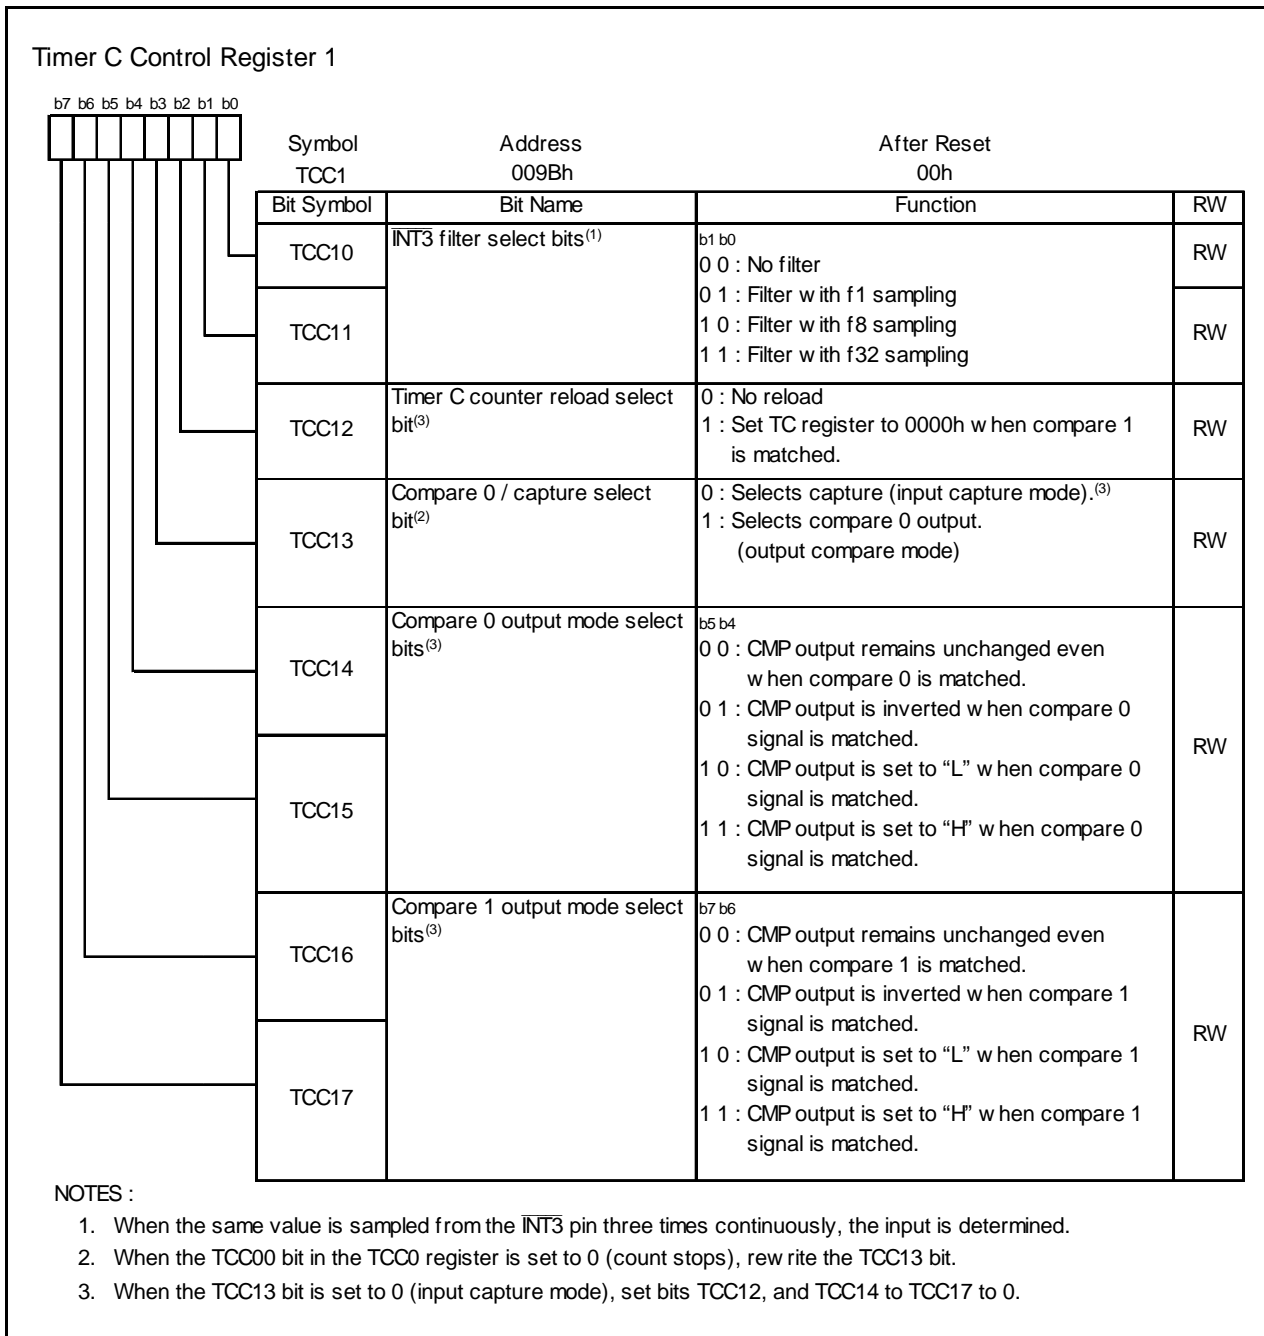 Timer C Control Register 1
b7 b6 b5 b4 b3 b2 b1 b0
Symbol Address After Reset
TCC1 009Bh 00h
Bit Symbol Bit Name Function RW
TCC10 INT3 filter select bits(1) RW
b1 b0
0 0 : No filter
0 1 : Filter with f1 sampling
TCC11 RW
1 0 : Filter with f8 sampling
1 1 : Filter with f32 sampling
TCC12 Timer C counter reload select
bit(3)
0 : No reload
1 : Set TC register to 0000h when compare 1
is matched.
RW
TCC13 Compare 0 / capture select
bit(2)
0 : Selects capture (input capture mode).(3)
1 : Selects compare 0 output.
(output compare mode)
RW
TCC14
TCC15
Compare 0 output mode select
bits(3)
b5 b4
0 0 : CMP output remains unchanged even
when compare 0 is matched.
0 1 : CMP output is inverted when compare 0
signal is matched.
1 0 : CMP output is set to “L” when compare 0
signal is matched.
1 1 : CMP output is set to “H” when compare 0
signal is matched.
RW
TCC16
TCC17
Compare 1 output mode select
bits(3)
b7 b6
0 0 : CMP output remains unchanged even
when compare 1 is matched.
0 1 : CMP output is inverted when compare 1
signal is matched.
1 0 : CMP output is set to “L” when compare 1
signal is matched.
1 1 : CMP output is set to “H” when compare 1
signal is matched.
RW
NOTES :
1. When the same value is sampled from the INT3 pin three times continuously, the input is determined.
2. When the TCC00 bit in the TCC0 register is set to 0 (count stops), rewrite the TCC13 bit.
3. When the TCC13 bit is set to 0 (input capture mode), set bits TCC12, and TCC14 to TCC17 to 0.